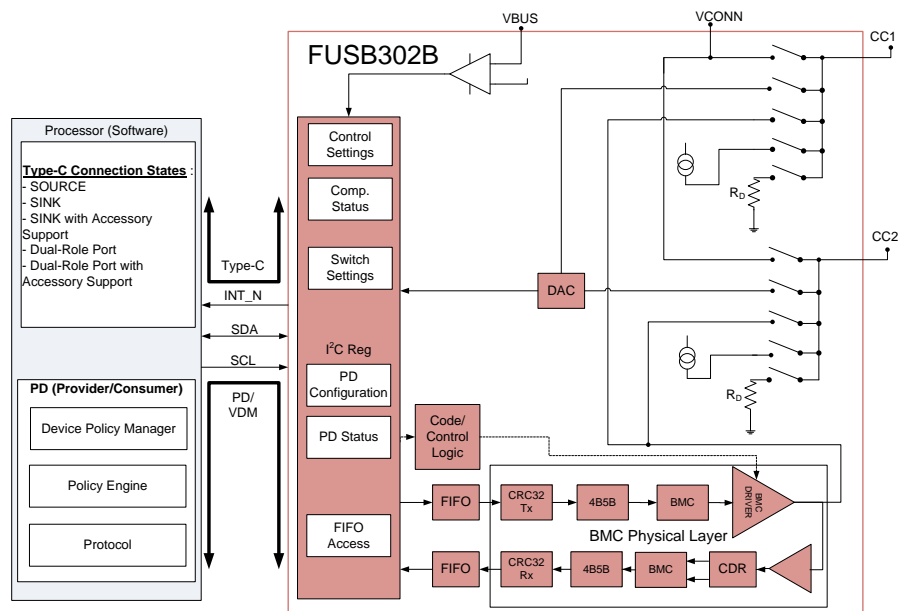 VBUS
VCONN
CC1
FUSB302B
Processor (Software)
Type-C Connection States :
- SOURCE
- SINK
- SINK with Accessory
Support
- Dual-Role Port
- Dual-Role Port with
Accessory Support
Type-C
INT_N
SDA
SCL
PD/
VDM
PD (Provider/Consumer)
Device Policy Manager
Policy Engine
Protocol
Control
Settings
Comp.
Status
Switch
Settings
I²C Reg
PD
Configuration
PD Status
FIFO
Access
DAC
RD
CC2
RD
Code/
Control
Logic
FIFO
CRC32
Tx
4B5B
BMC
BMC
DRIVER
BMC Physical Layer
FIFO
CRC32
Rx
4B5B
BMC
CDR